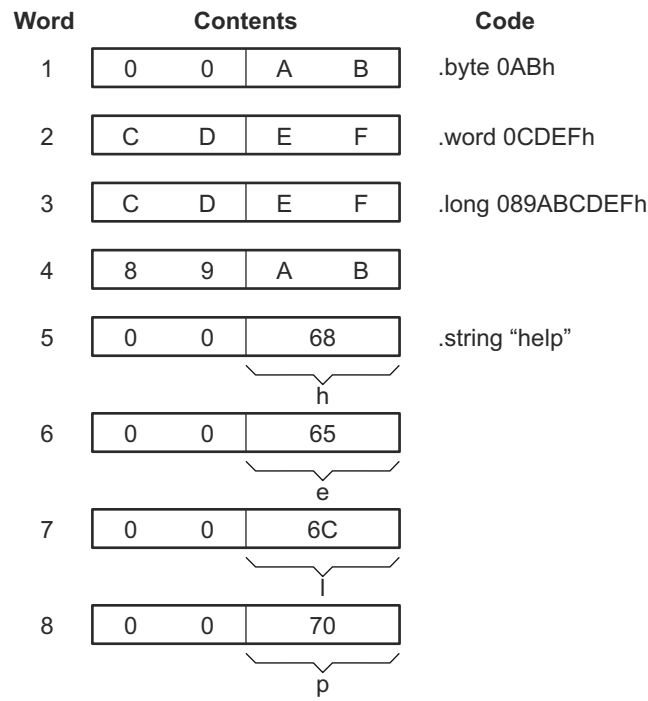 Word Contents Code
1 0 0 A B .byte 0ABh
2 C D E F .word 0CDEFh
3 C D E F .long 089ABCDEFh
4 8 9 A B
5 0 0 68 .string “help”
h
6 0 0 65
e
7 0 0 6C
l
8 0 0 70
p